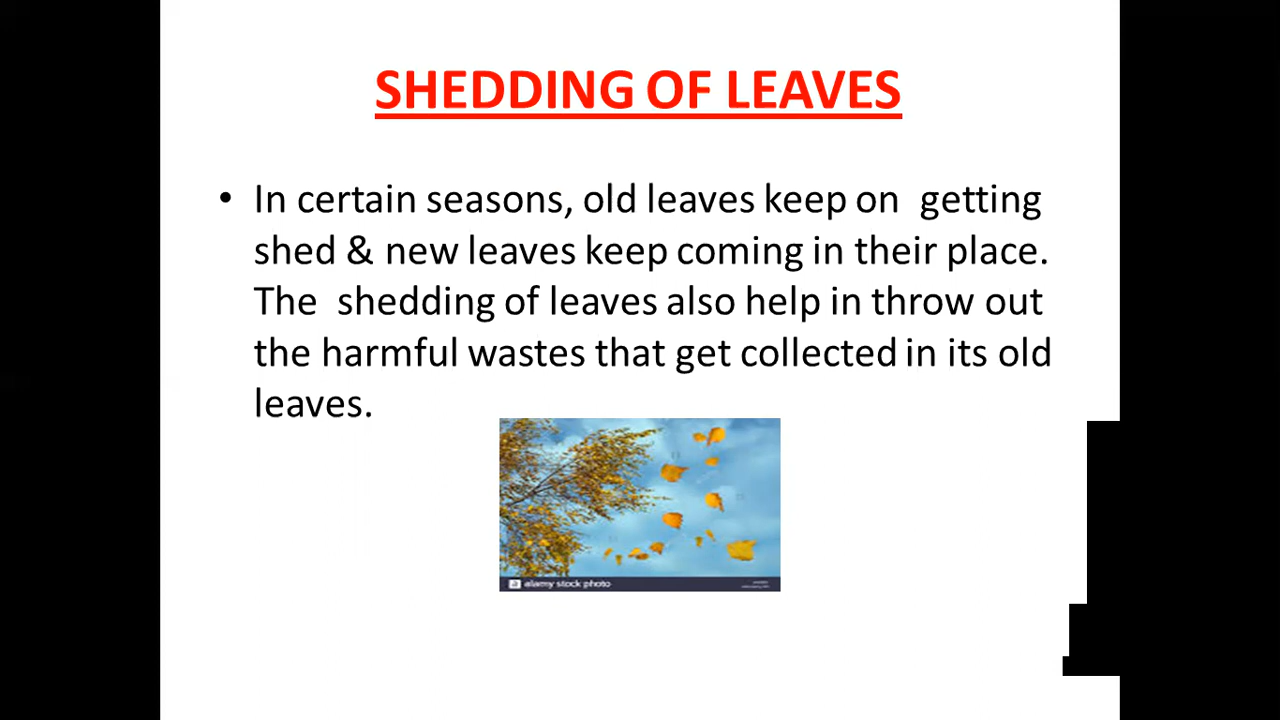 SHEDDING OF LEAVES
• In certain seasons, old leaves keep on getting
shed & new leaves keep coming in their place.
The shedding of leaves also help in throw out
the harmful wastes that get collected in its old
leaves.
a alamy stock photo